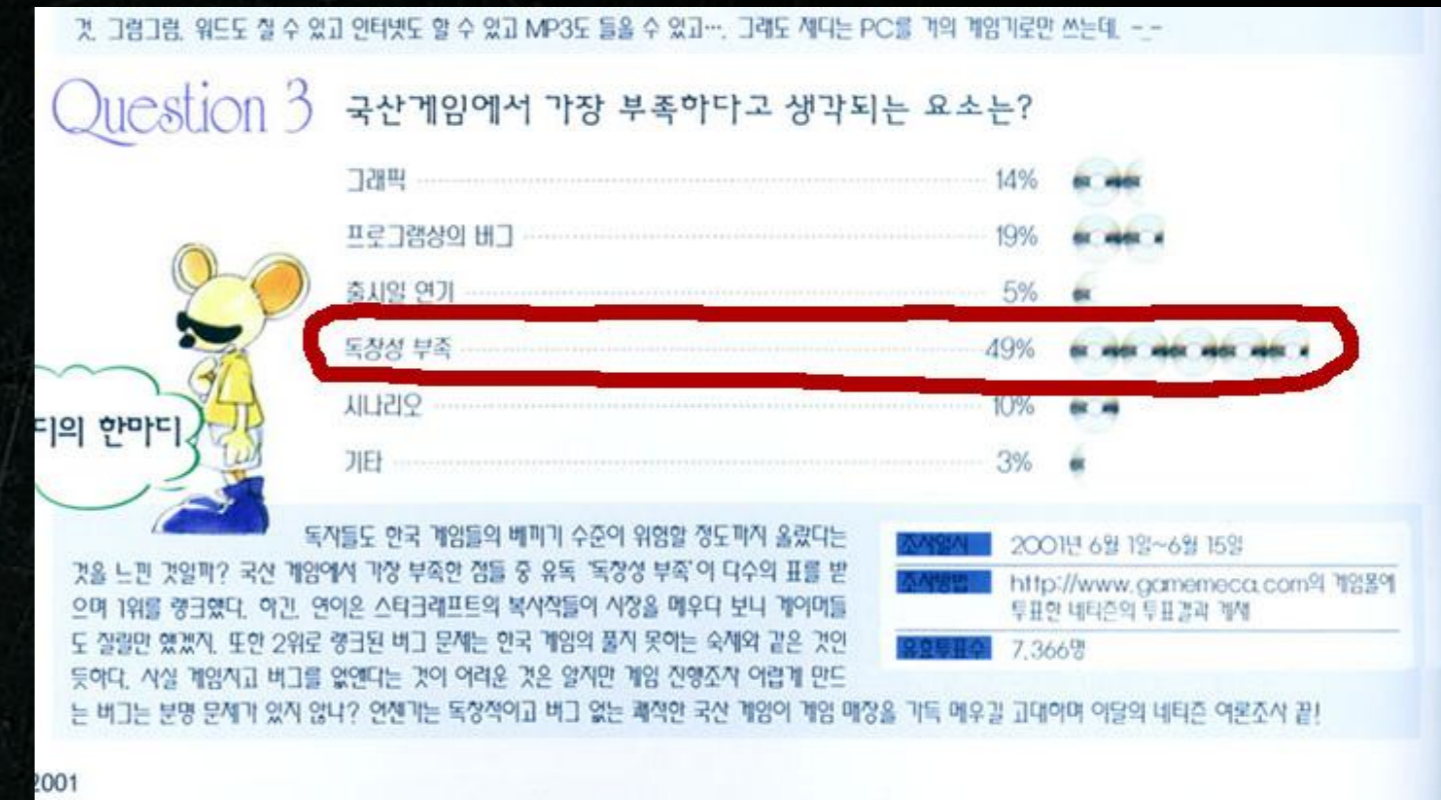 것. 그럼그럼. 워드도 칠 수 있고 인터넷도 할 수 있고 MP3도 들을 수 있고…. 그래도 제디는 PC를 거의 게임기로만 쓰는데. -_-
Question 3 국산게임에서 가장 부족하다고 생각되는 요소는?
그래픽 14%
프로그램상의 버그 19%
출시일 연기 5%
독창성 부족 49%
시나리오 10%
기타 3%
디의 한마디
독자들도 한국 게임들의 베끼기 수준이 위험할 정도까지 올랐다는
것을 느낀 것일까? 국산 게임에서 가장 부족한 점들 중 유독 '독창성 부족'이 다수의 표를 받
으며 1위를 랭크했다. 하긴. 연이은 스타크래프트의 복사작들이 시장을 메우다 보니 게이머들
도 질릴만 했겠지. 또한 2위로 랭크된 버그 문제는 한국 게임의 풀지 못하는 숙제와 같은 것인
듯하다. 사실 게임치고 버그를 없앤다는 것이 어려운 것은 알지만 게임 진행조차 어렵게 만드
는 버그는 분명 문제가 있지 않나? 언젠가는 독창적이고 버그 없는 쾌적한 국산 게임이 게임 매장을 가득 메우길 고대하며 이달의 네티즌 여론조사 끝!
조사일시 2001년 6월 1일~6월 15일
조사방법 http://www.gamemeca.com의 게임폴에
투표한 네티즌의 투표결과 게재
유효투표수 7,366명
2001